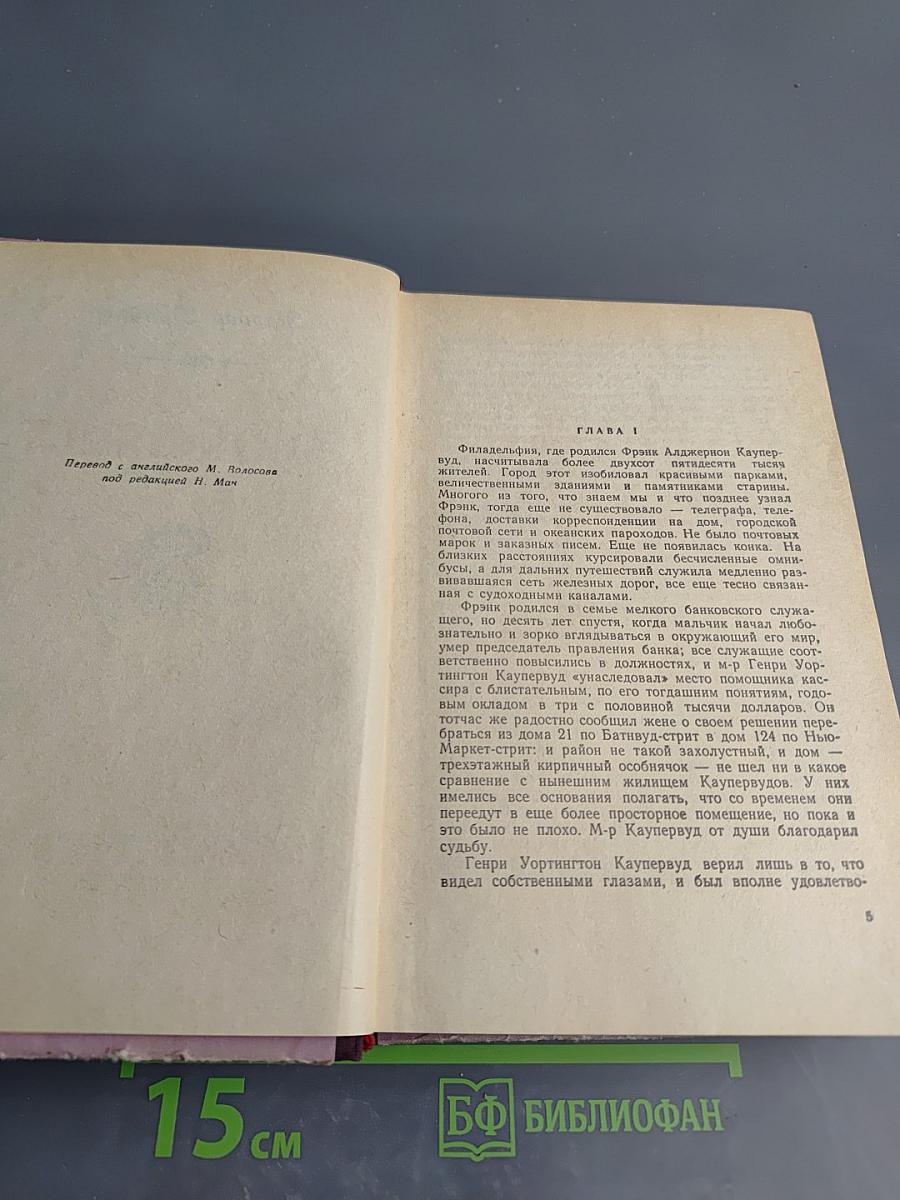 Перевод с английского М. Волосова
под редакцией Н. Мач
ГЛАВА I
Филадельфия, где родился Фрэнк Алджернон Каупер-
вуд, насчитывала более двухсот пятидесяти тысяч
жителей. Город этот изобиловал красивыми парками,
величественными зданиями и памятниками старины.
Многого из того, что знаем мы и что позднее узнал
Фрэнк, тогда еще не существовало — телеграфа, теле-
фона, доставки корреспонденции на дом, городской
почтовой сети и океанских пароходов. Не было почтовых
марок и заказных писем. Еще не появилась конка. На
близких расстояниях курсировали бесчисленные омни-
бусы, а для дальних путешествий служила медленно раз-
вивавшаяся сеть железных дорог, все еще тесно связан-
ная с судоходными каналами.
Фрэнк родился в семье мелкого банковского служа-
щего, но десять лет спустя, когда мальчик начал любо-
знательно и зорко вглядываться в окружающий его мир,
умер председатель правления банка; все служащие соот-
ветственно повысились в должностях, и м-р Генри Уор-
тингтон Каупервуд «унаследовал» место помощника кас-
сира с блистательным, по его тогдашним понятиям, годо-
вым окладом в три с половиной тысячи долларов. Он
тотчас же радостно сообщил жене о своем решении пере-
браться из дома 21 по Батнвуд-стрит в дом 124 по Нью-
Маркет-стрит: и район не такой захолустный, и дом —
трехэтажный кирпичный особнячок — не шел ни в какое
сравнение с нынешним жилищем Каупервудов. У них
имелись все основания полагать, что со временем они
переедут в еще более просторное помещение, но пока и
это было не плохо. М-р Каупервуд от души благодарил
судьбу.
Генри Уортингтон Каупервуд верил лишь в то, что
видел собственными глазами, и был вполне удовлетво-
5
15 см
БФ БИБЛИОФАН